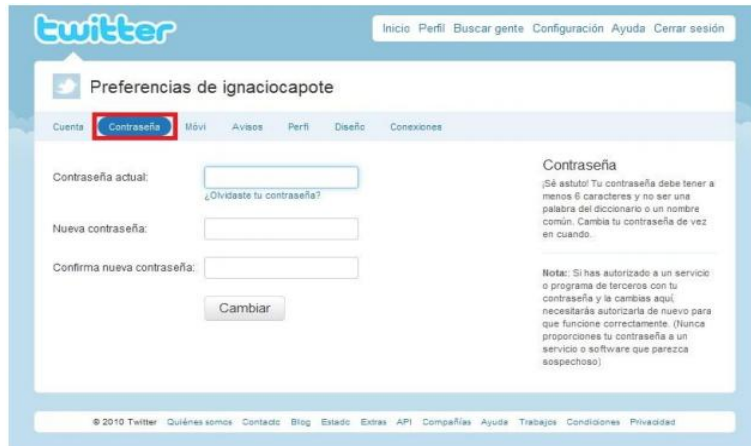 twitter
Inicio Perfil Buscar gente Configuración Ayuda Cerrar sesión
Preferencias de ignaciocapote
Cuenta Contraseña Móvi Avisos Perfi Diseño Conexiones
Contraseña actual:
¿Olvidaste tu contraseña?
Nueva contraseña:
Confirma nueva contraseña:
Cambiar
Contraseña
¡Sé astuto! Tu contraseña debe tener a
menos 6 caracteres y no ser una
palabra del diccionario o un nombre
común. Cambia tu contraseña de vez
en cuando.
Nota:: Si has autorizado a un servicio
o programa de terceros con tu
contraseña y la cambias aquí,
necesitarás autorizarla de nuevo para
que funcione correctamente. (Nunca
proporciones tu contraseña a un
servicio o software que parezca
sospechoso)
© 2010 Twitter Quiénes somos Contacto Blog Estado Extras API Compañías Ayuda Trabajos Condiciones Privacidad